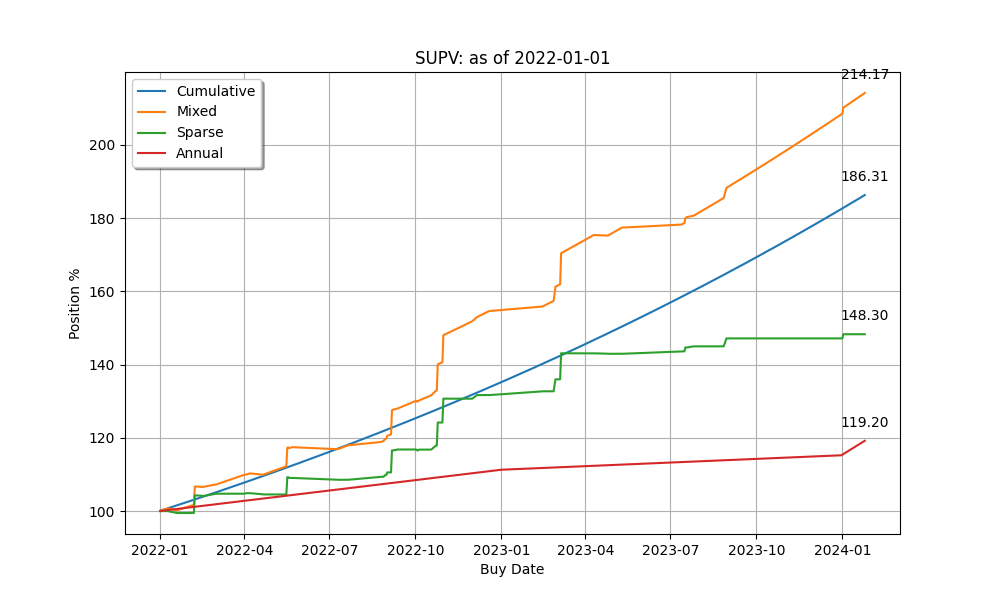 SUPV: as of 2022-01-01
214.17
Cumulative
Mixed
Sparse
Annual
200
186.31
180
160
148.30
140
119.20
120
100
Position %
2022-01
2022-04
2022-07
2022-10
2023-01
2023-04
2023-07
2023-10
2024-01
Buy Date